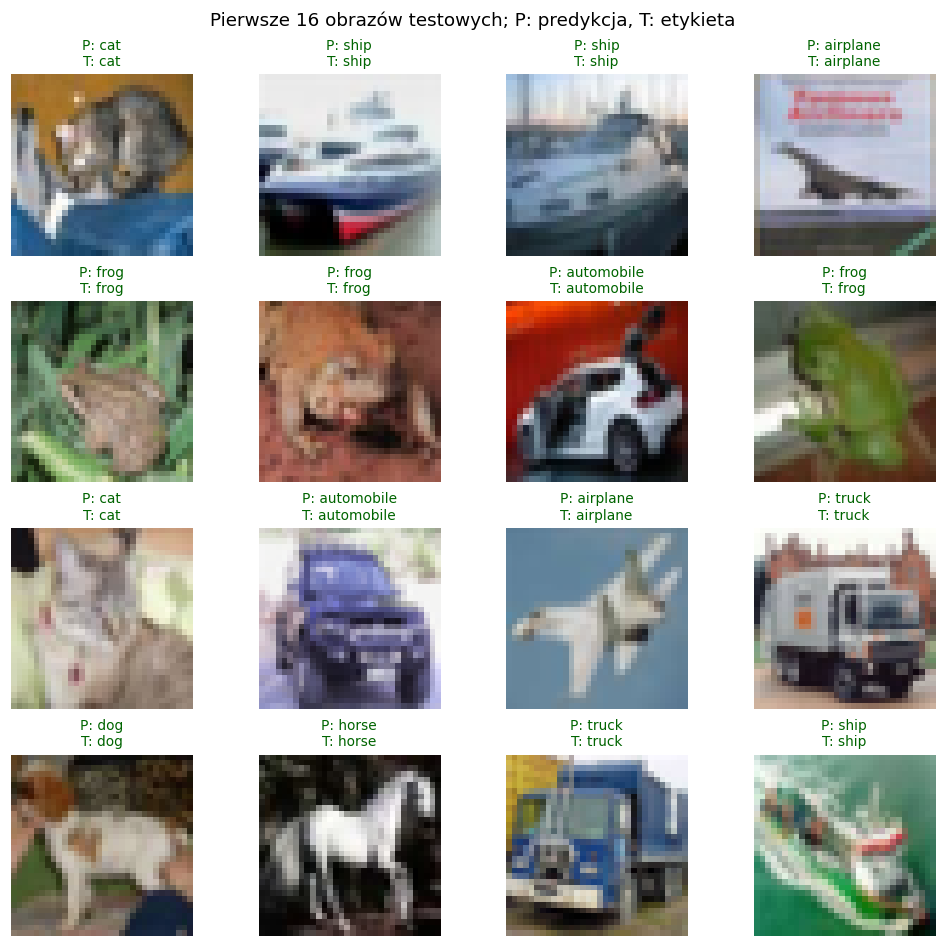 Pierwsze 16 obrazów testowych; P: predykcja, T: etykieta
P: cat
T: cat
P: ship
T: ship
P: ship
T: ship
P: airplane
T: airplane
P: frog
T: frog
P: frog
T: frog
P: automobile
T: automobile
P: frog
T: frog
P: cat
T: cat
P: automobile
T: automobile
P: airplane
T: airplane
P: truck
T: truck
P: dog
T: dog
P: horse
T: horse
P: truck
T: truck
P: ship
T: ship